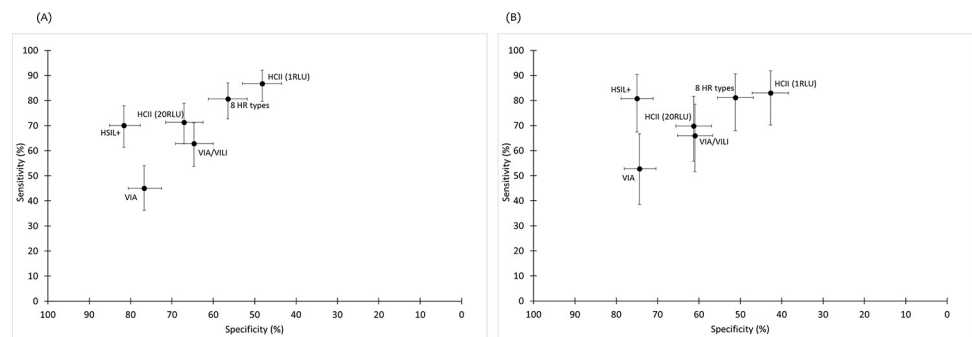 (A)
100
90
80
70
60
50
40
30
20
10
0
Sensitivity (%)
HCII (1RLU)
8 HR types
HCII (20RLU)
HSIL+
VIA/VILI
VIA
100 90 80 70 60 50 40 30 20 10 0
Specificity (%)
(B)
100
90
80
70
60
50
40
30
20
10
0
Sensitivity (%)
HCII (1RLU)
8 HR types
HSIL+
HCII (20RLU)
VIA/VILI
VIA
100 90 80 70 60 50 40 30 20 10 0
Specificity (%)